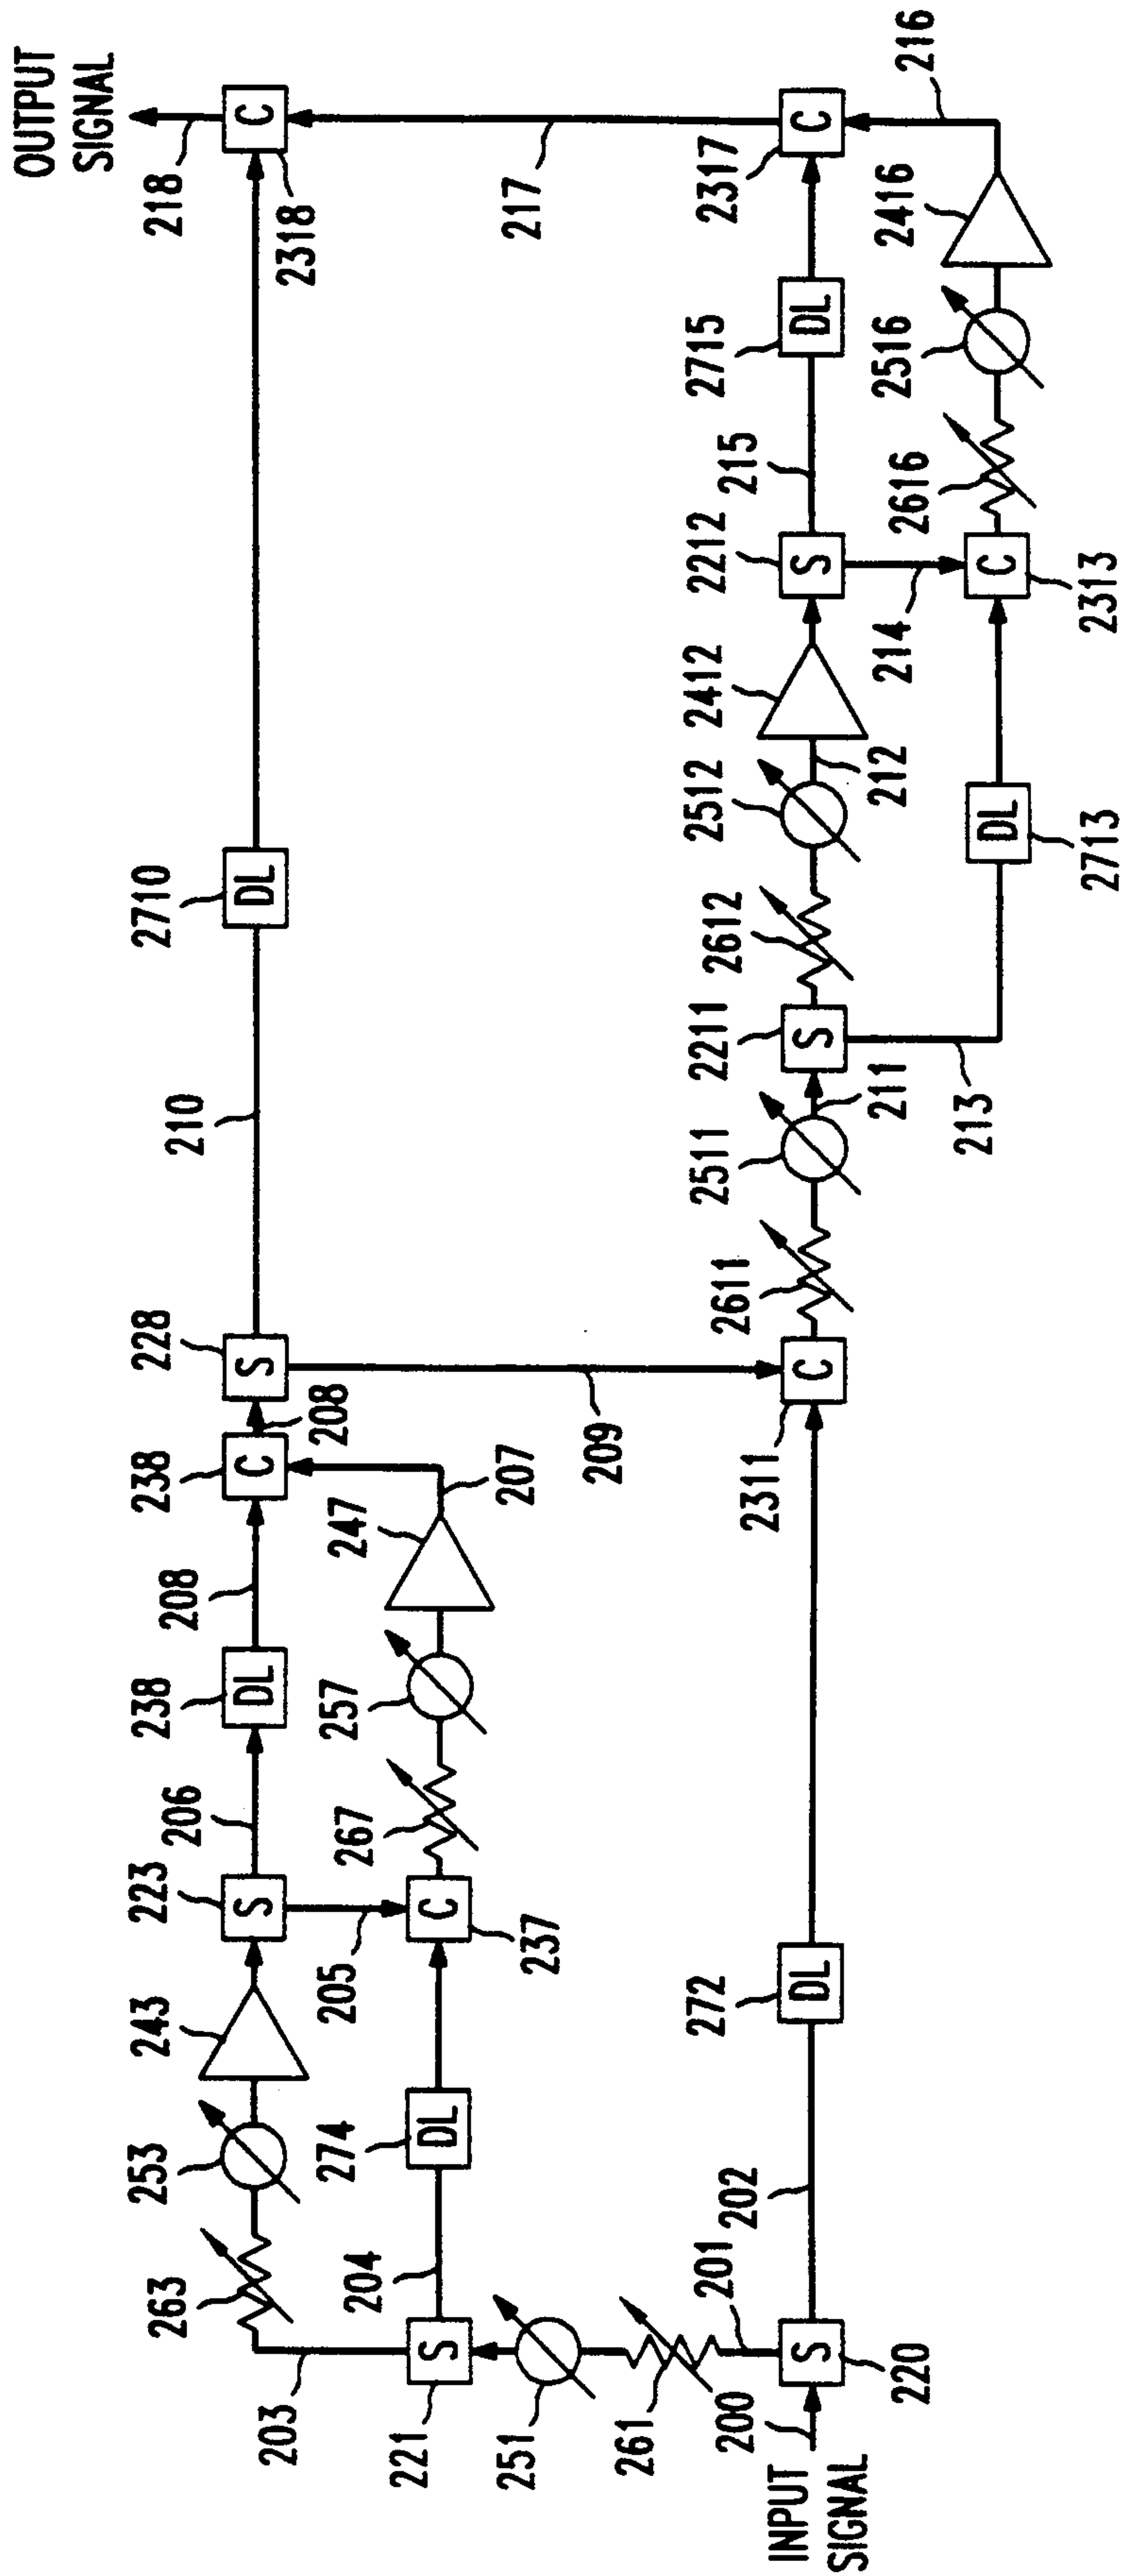 OUTPUT
SIGNAL
263
253
243
223
206
238
208
238
228
210
2710
218
S
DL
C
S
DL
C
208
2318
203
204
274
205
267
257
247
207
S
DL
C
221
237
251
209
217
261
201
202
272
2311
2611
2511
2211
2612
2512
2412
2212
215
2715
2317
200
INPUT
SIGNAL
S
DL
C
S
S
DL
C
220
211
212
214
2616
2516
2416
216
213
DL
C
2713
2313